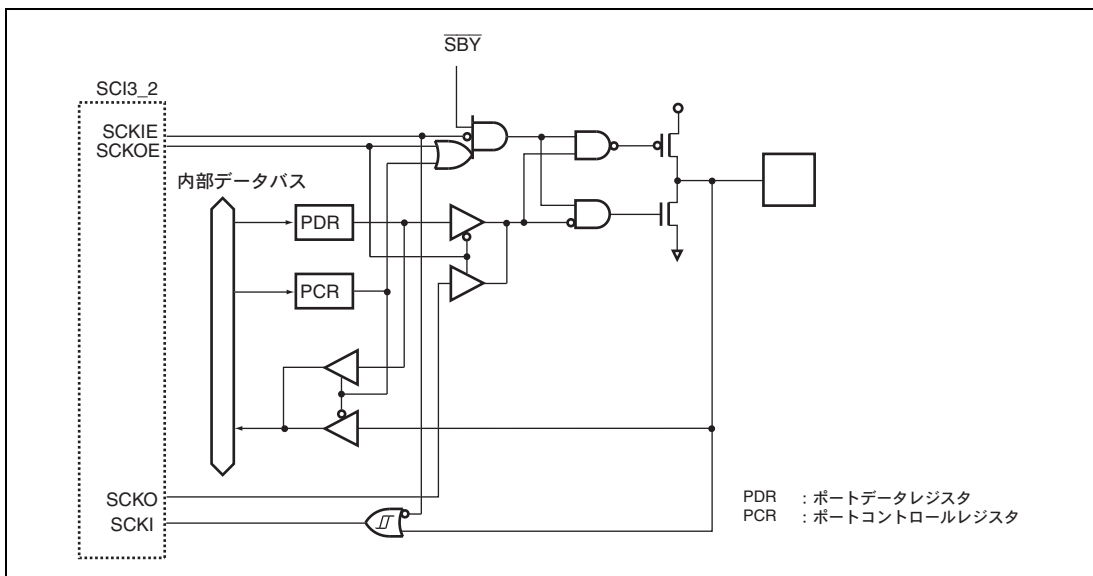 SBY
SCI3_2
SCKIE
SCKOE
内部データバス
PDR
PCR
SCKO
SCKI
PDR :ポートデータレジスタ
PCR :ポートコントロールレジスタ